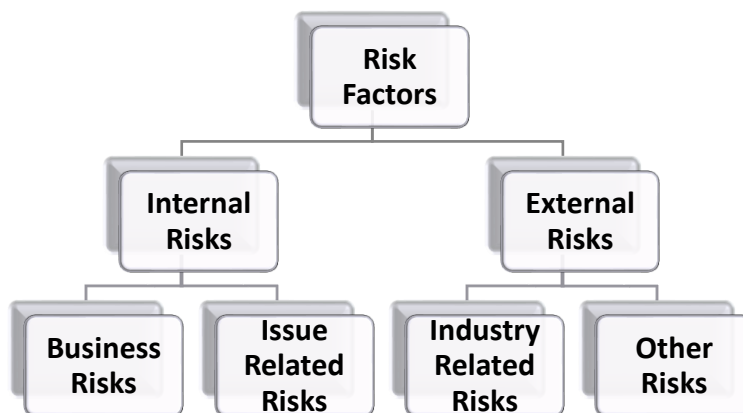 Risk
Factors
Internal
Risks
External
Risks
Business
Risks
Issue
Related
Risks
Industry
Related
Risks
Other
Risks